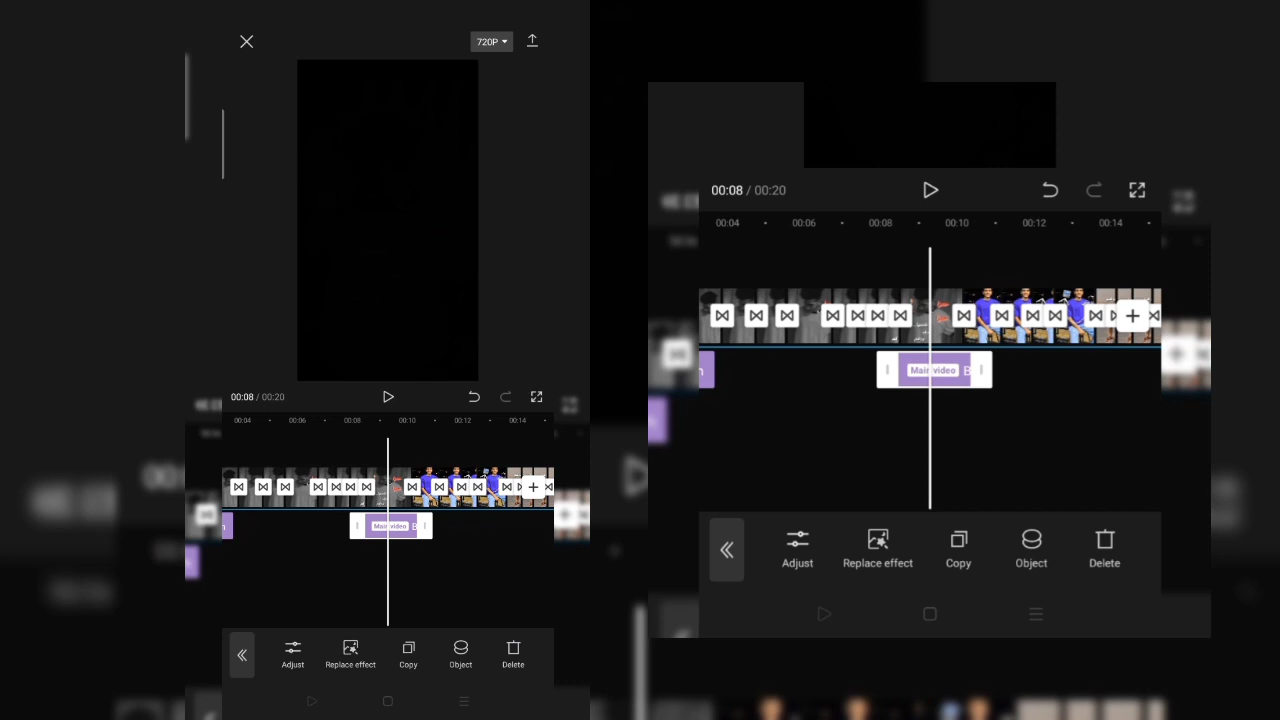 720P
00:08 / 00:20
00:04 00:06 00:08 00:10 00:12 00:14
Main video B
Adjust Replace effect Copy Object Delete
00:08 / 00:20
00:04 00:06 00:08 00:10 00:12 00:14
Main video B
Adjust Replace effect Copy Object Delete